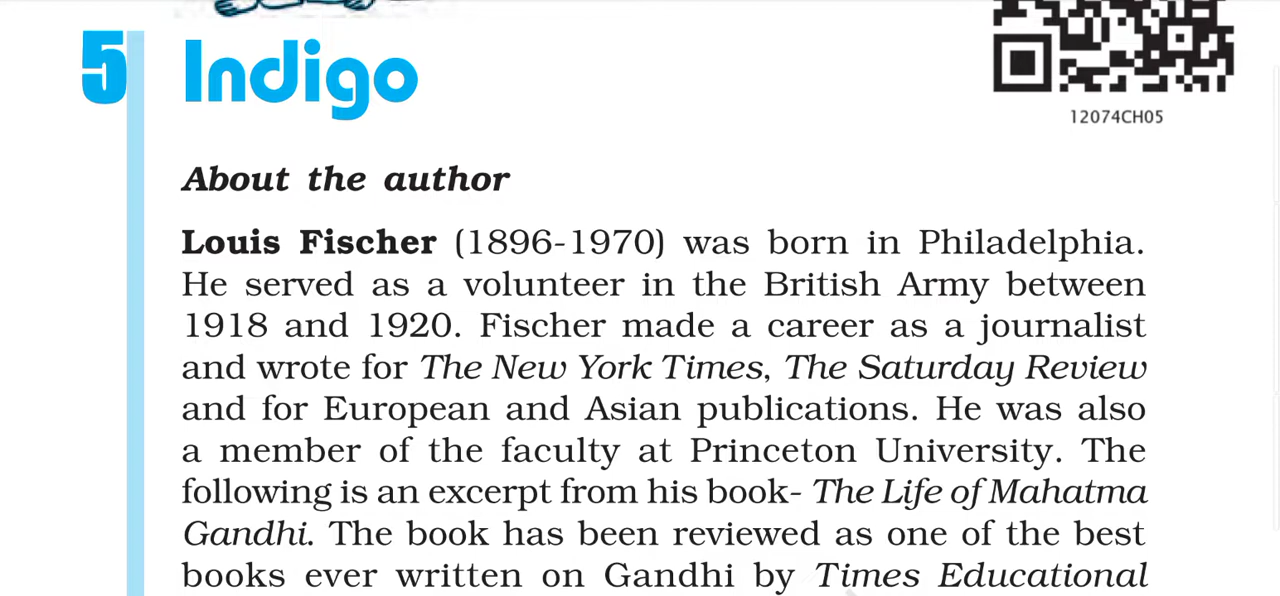 5 Indigo
12074CH05
About the author
Louis Fischer (1896-1970) was born in Philadelphia.
He served as a volunteer in the British Army between
1918 and 1920. Fischer made a career as a journalist
and wrote for The New York Times, The Saturday Review
and for European and Asian publications. He was also
a member of the faculty at Princeton University. The
following is an excerpt from his book- The Life of Mahatma
Gandhi. The book has been reviewed as one of the best
books ever written on Gandhi by Times Educational